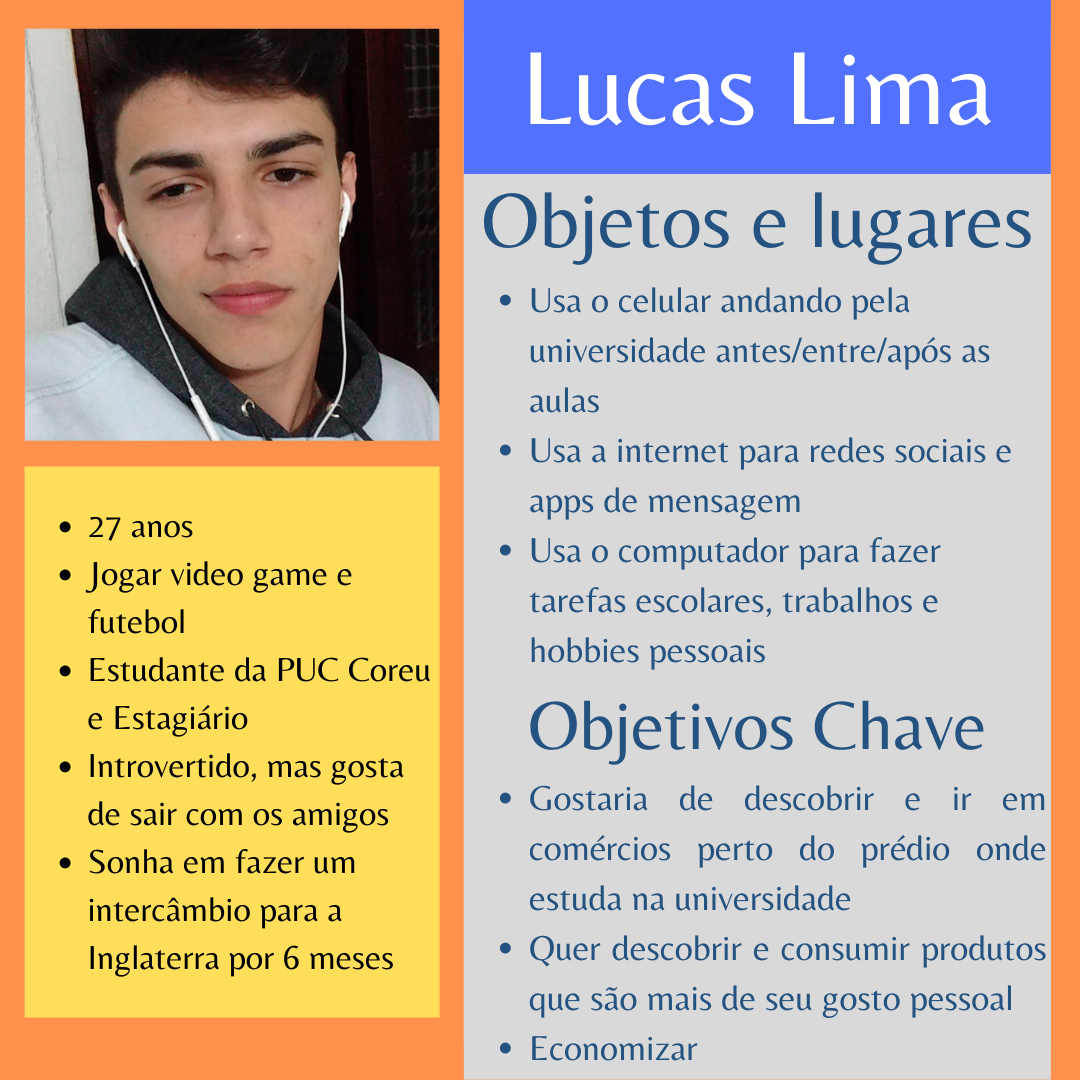 Lucas Lima
Objetos e lugares
• Usa o celular andando pela
universidade antes/entre/após as
aulas
• Usa a internet para redes sociais e
apps de mensagem
• Usa o computador para fazer
tarefas escolares, trabalhos e
hobbies pessoais
Objetivos Chave
• Gostaria de descobrir e ir em
comércios perto do prédio onde
estuda na universidade
• Quer descobrir e consumir produtos
que são mais de seu gosto pessoal
• Economizar
• 27 anos
• Jogar video game e
futebol
• Estudante da PUC Coreu
e Estagiário
• Introvertido, mas gosta
de sair com os amigos
• Sonha em fazer um
intercâmbio para a
Inglaterra por 6 meses